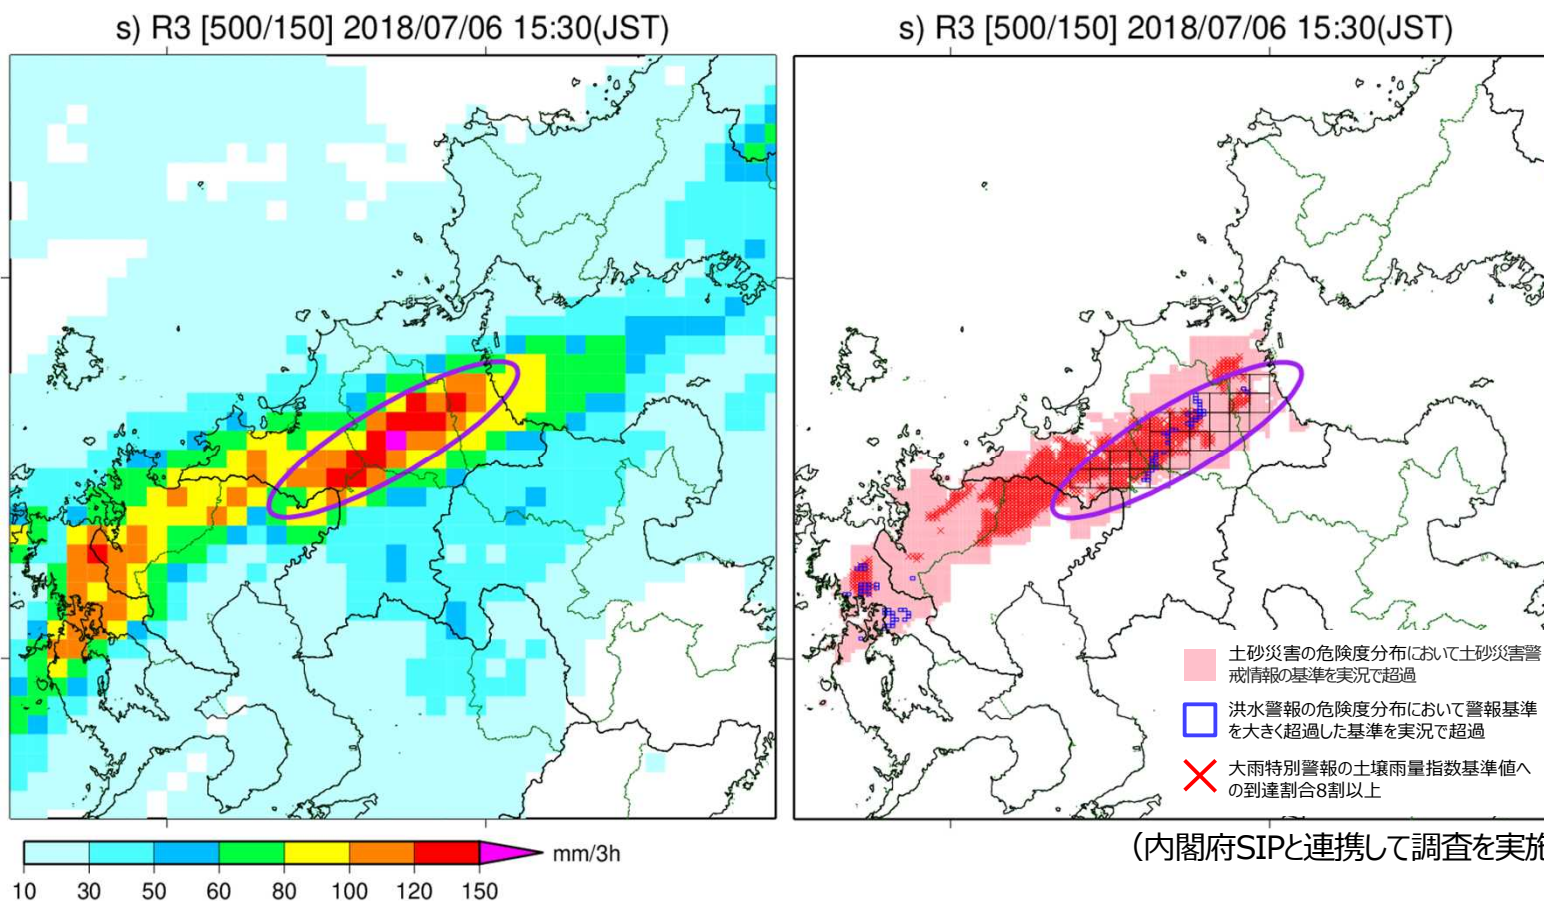 s) R3 [500/150] 2018/07/06 15:30(JST)
s) R3 [500/150] 2018/07/06 15:30(JST)
土砂災害の危険度分布において土砂災害警
戒情報の基準を実況で超過
洪水警報の危険度分布において警報基準
を大きく超過した基準を実況で超過
大雨特別警報の土壌雨量指数基準値へ
の到達割合8割以上
(内閣府SIPと連携して調査を実施
mm/3h
10 30 50 60 80 100 120 150